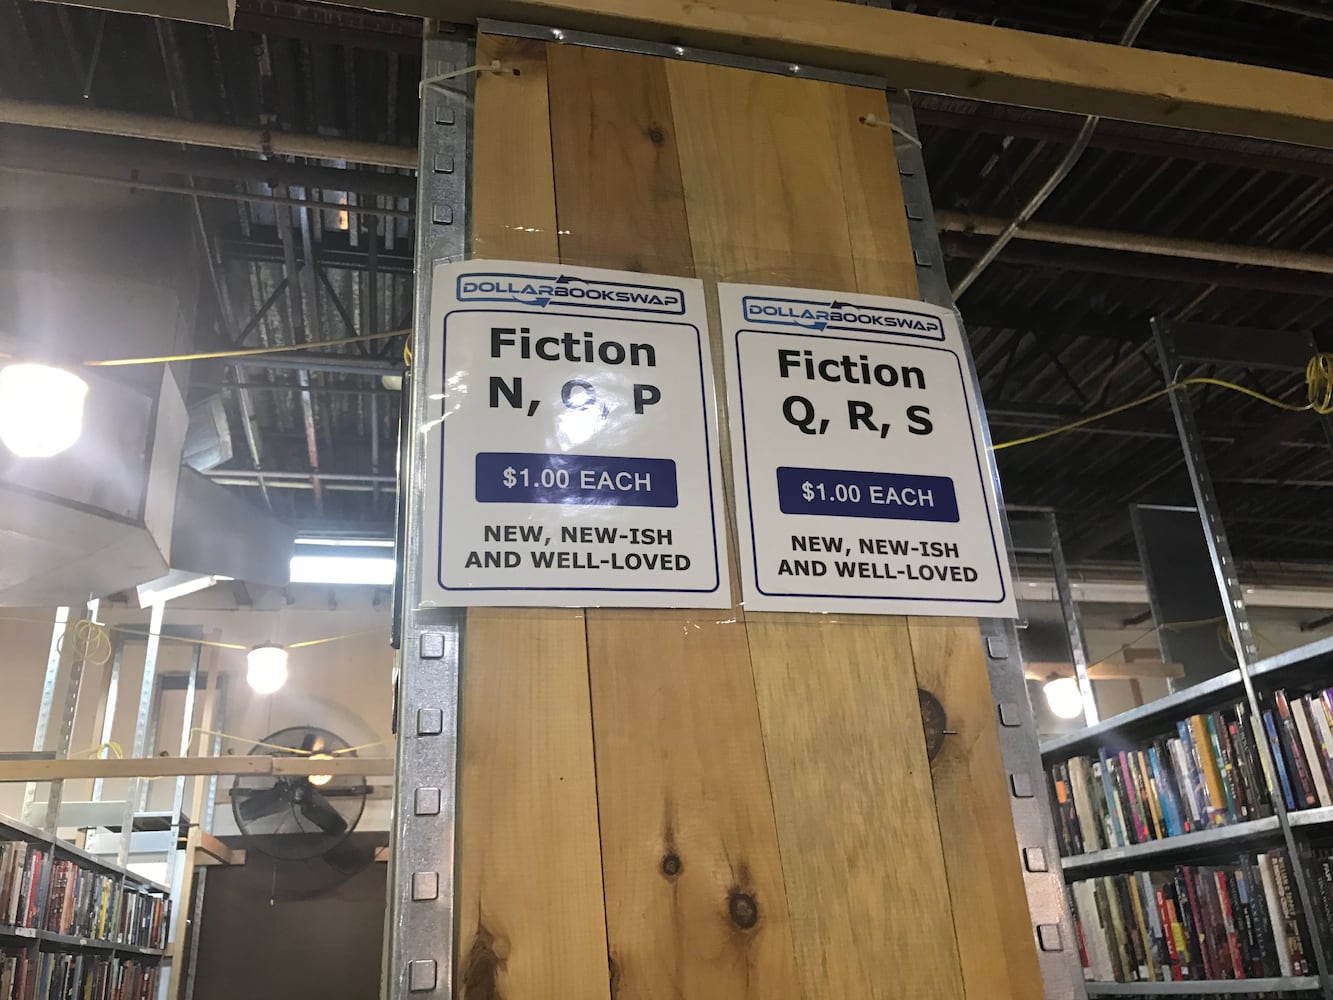 DOLLARBOOKSWAP
Fiction
N, O, P
$1.00 EACH
NEW, NEW-ISH
AND WELL-LOVED
DOLLARBOOKSWAP
Fiction
Q, R, S
$1.00 EACH
NEW, NEW-ISH
AND WELL-LOVED